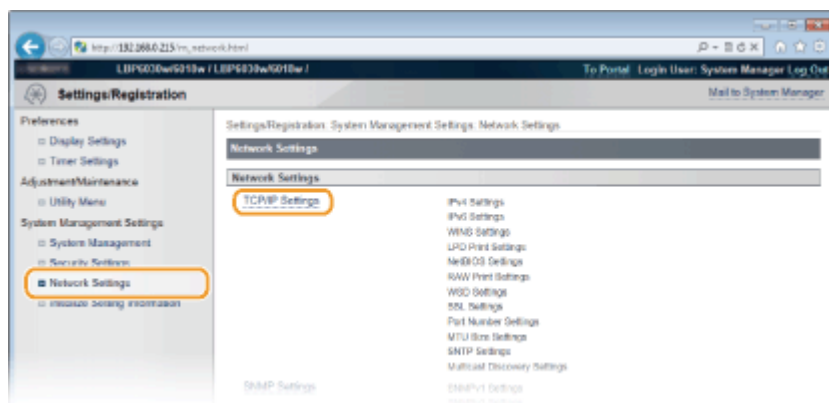 http://192.168.0.215/m_network.html
LBP6030w/6018w / LBP6030w/6018w /
To Portal Login User: System Manager Log Out
Settings/Registration
Mail to System Manager
Preferences
Display Settings
Timer Settings
Adjustment/Maintenance
Utility Menu
System Management Settings
System Management
Security Settings
Network Settings
Initialize Setting Information
Settings/Registration: System Management Settings: Network Settings
Network Settings
Network Settings
TCP/IP Settings
IPv4 Settings
IPv6 Settings
WINS Settings
LPD Print Settings
NetBIOS Settings
RAW Print Settings
WSD Settings
SSL Settings
Port Number Settings
MTU Size Settings
SNTP Settings
Multicast Discovery Settings
SNMP Settings
SNMPv1 Settings